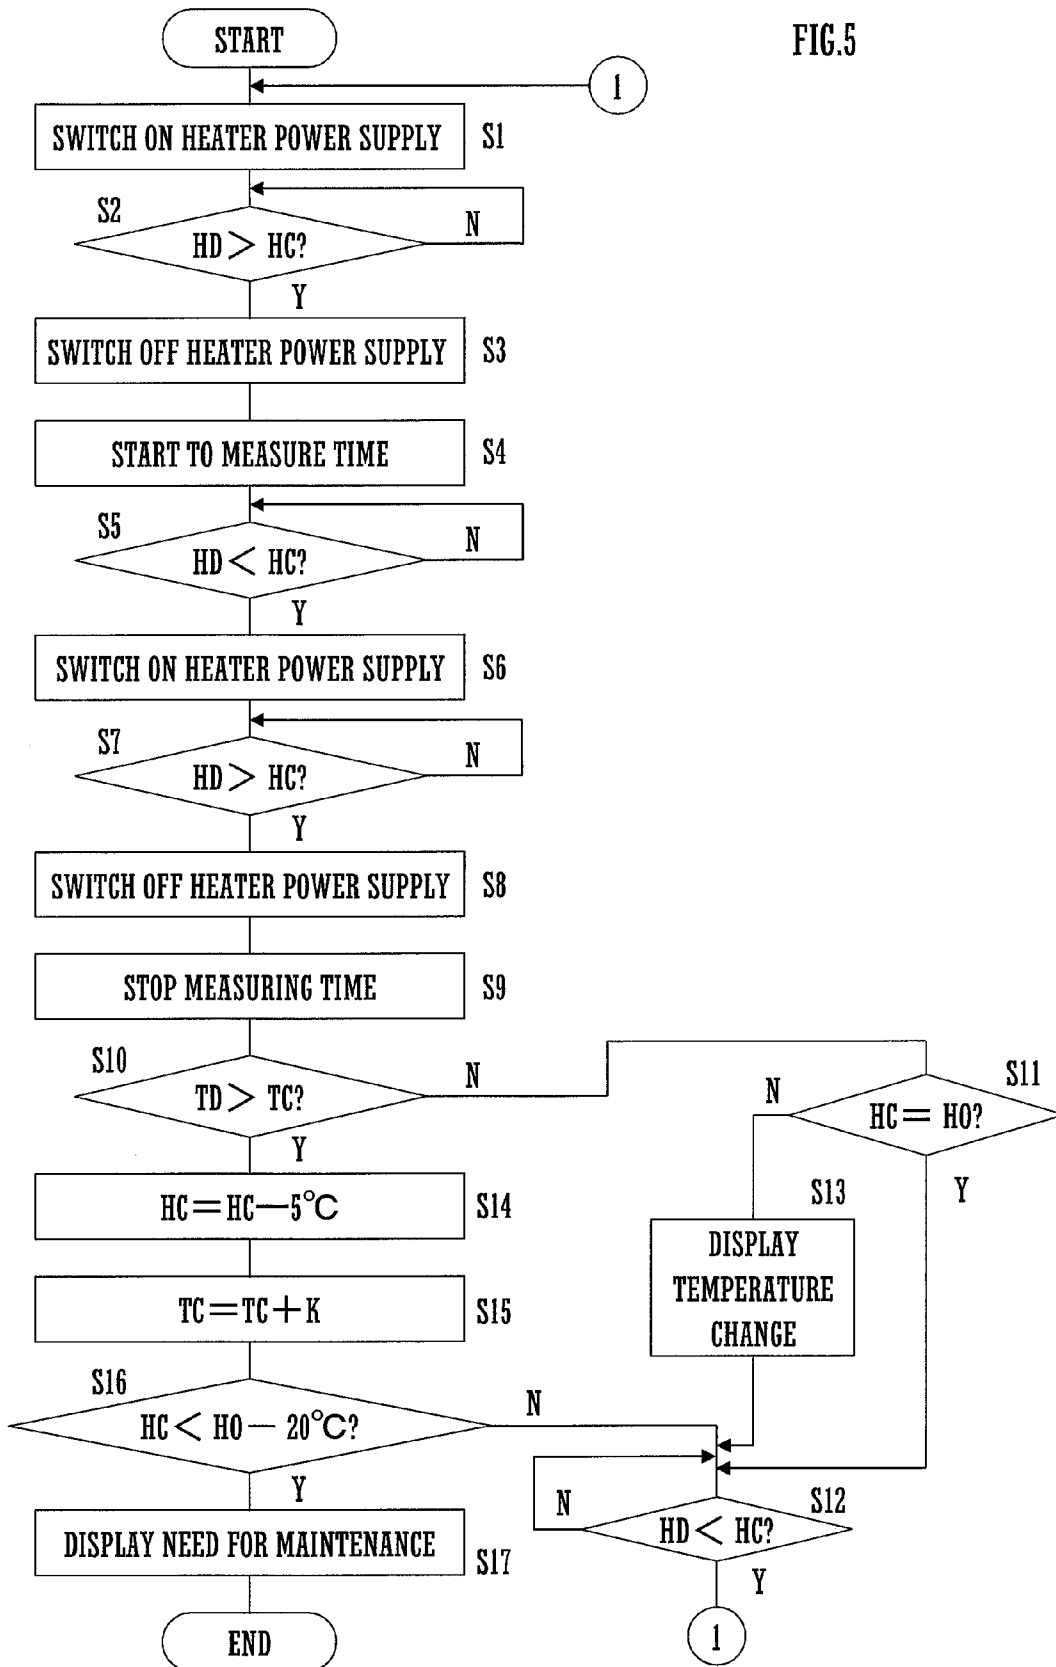 START
FIG.5
1
SWITCH ON HEATER POWER SUPPLY
S1
S2
HD > HC?
N
Y
SWITCH OFF HEATER POWER SUPPLY
S3
START TO MEASURE TIME
S4
S5
HD < HC?
N
Y
SWITCH ON HEATER POWER SUPPLY
S6
S7
HD > HC?
N
Y
SWITCH OFF HEATER POWER SUPPLY
S8
STOP MEASURING TIME
S9
S10
TD > TC?
N
Y
S11
HC = HO?
N
Y
HC = HC — 5°C
S14
S13
DISPLAY
TEMPERATURE
CHANGE
TC = TC + K
S15
S16
HC < HO — 20°C?
N
Y
S12
HD < HC?
N
Y
DISPLAY NEED FOR MAINTENANCE
S17
END
1